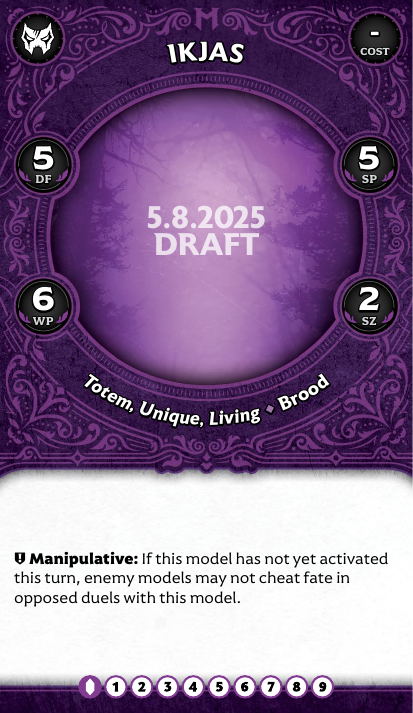 IKJAS
-
COST
5
DF
5
SP
5.8.2025
DRAFT
6
WP
2
SZ
Totem, Unique, Living ⬥ Brood
Manipulative: If this model has not yet activated
this turn, enemy models may not cheat fate in
opposed duels with this model.
1 2 3 4 5 6 7 8 9